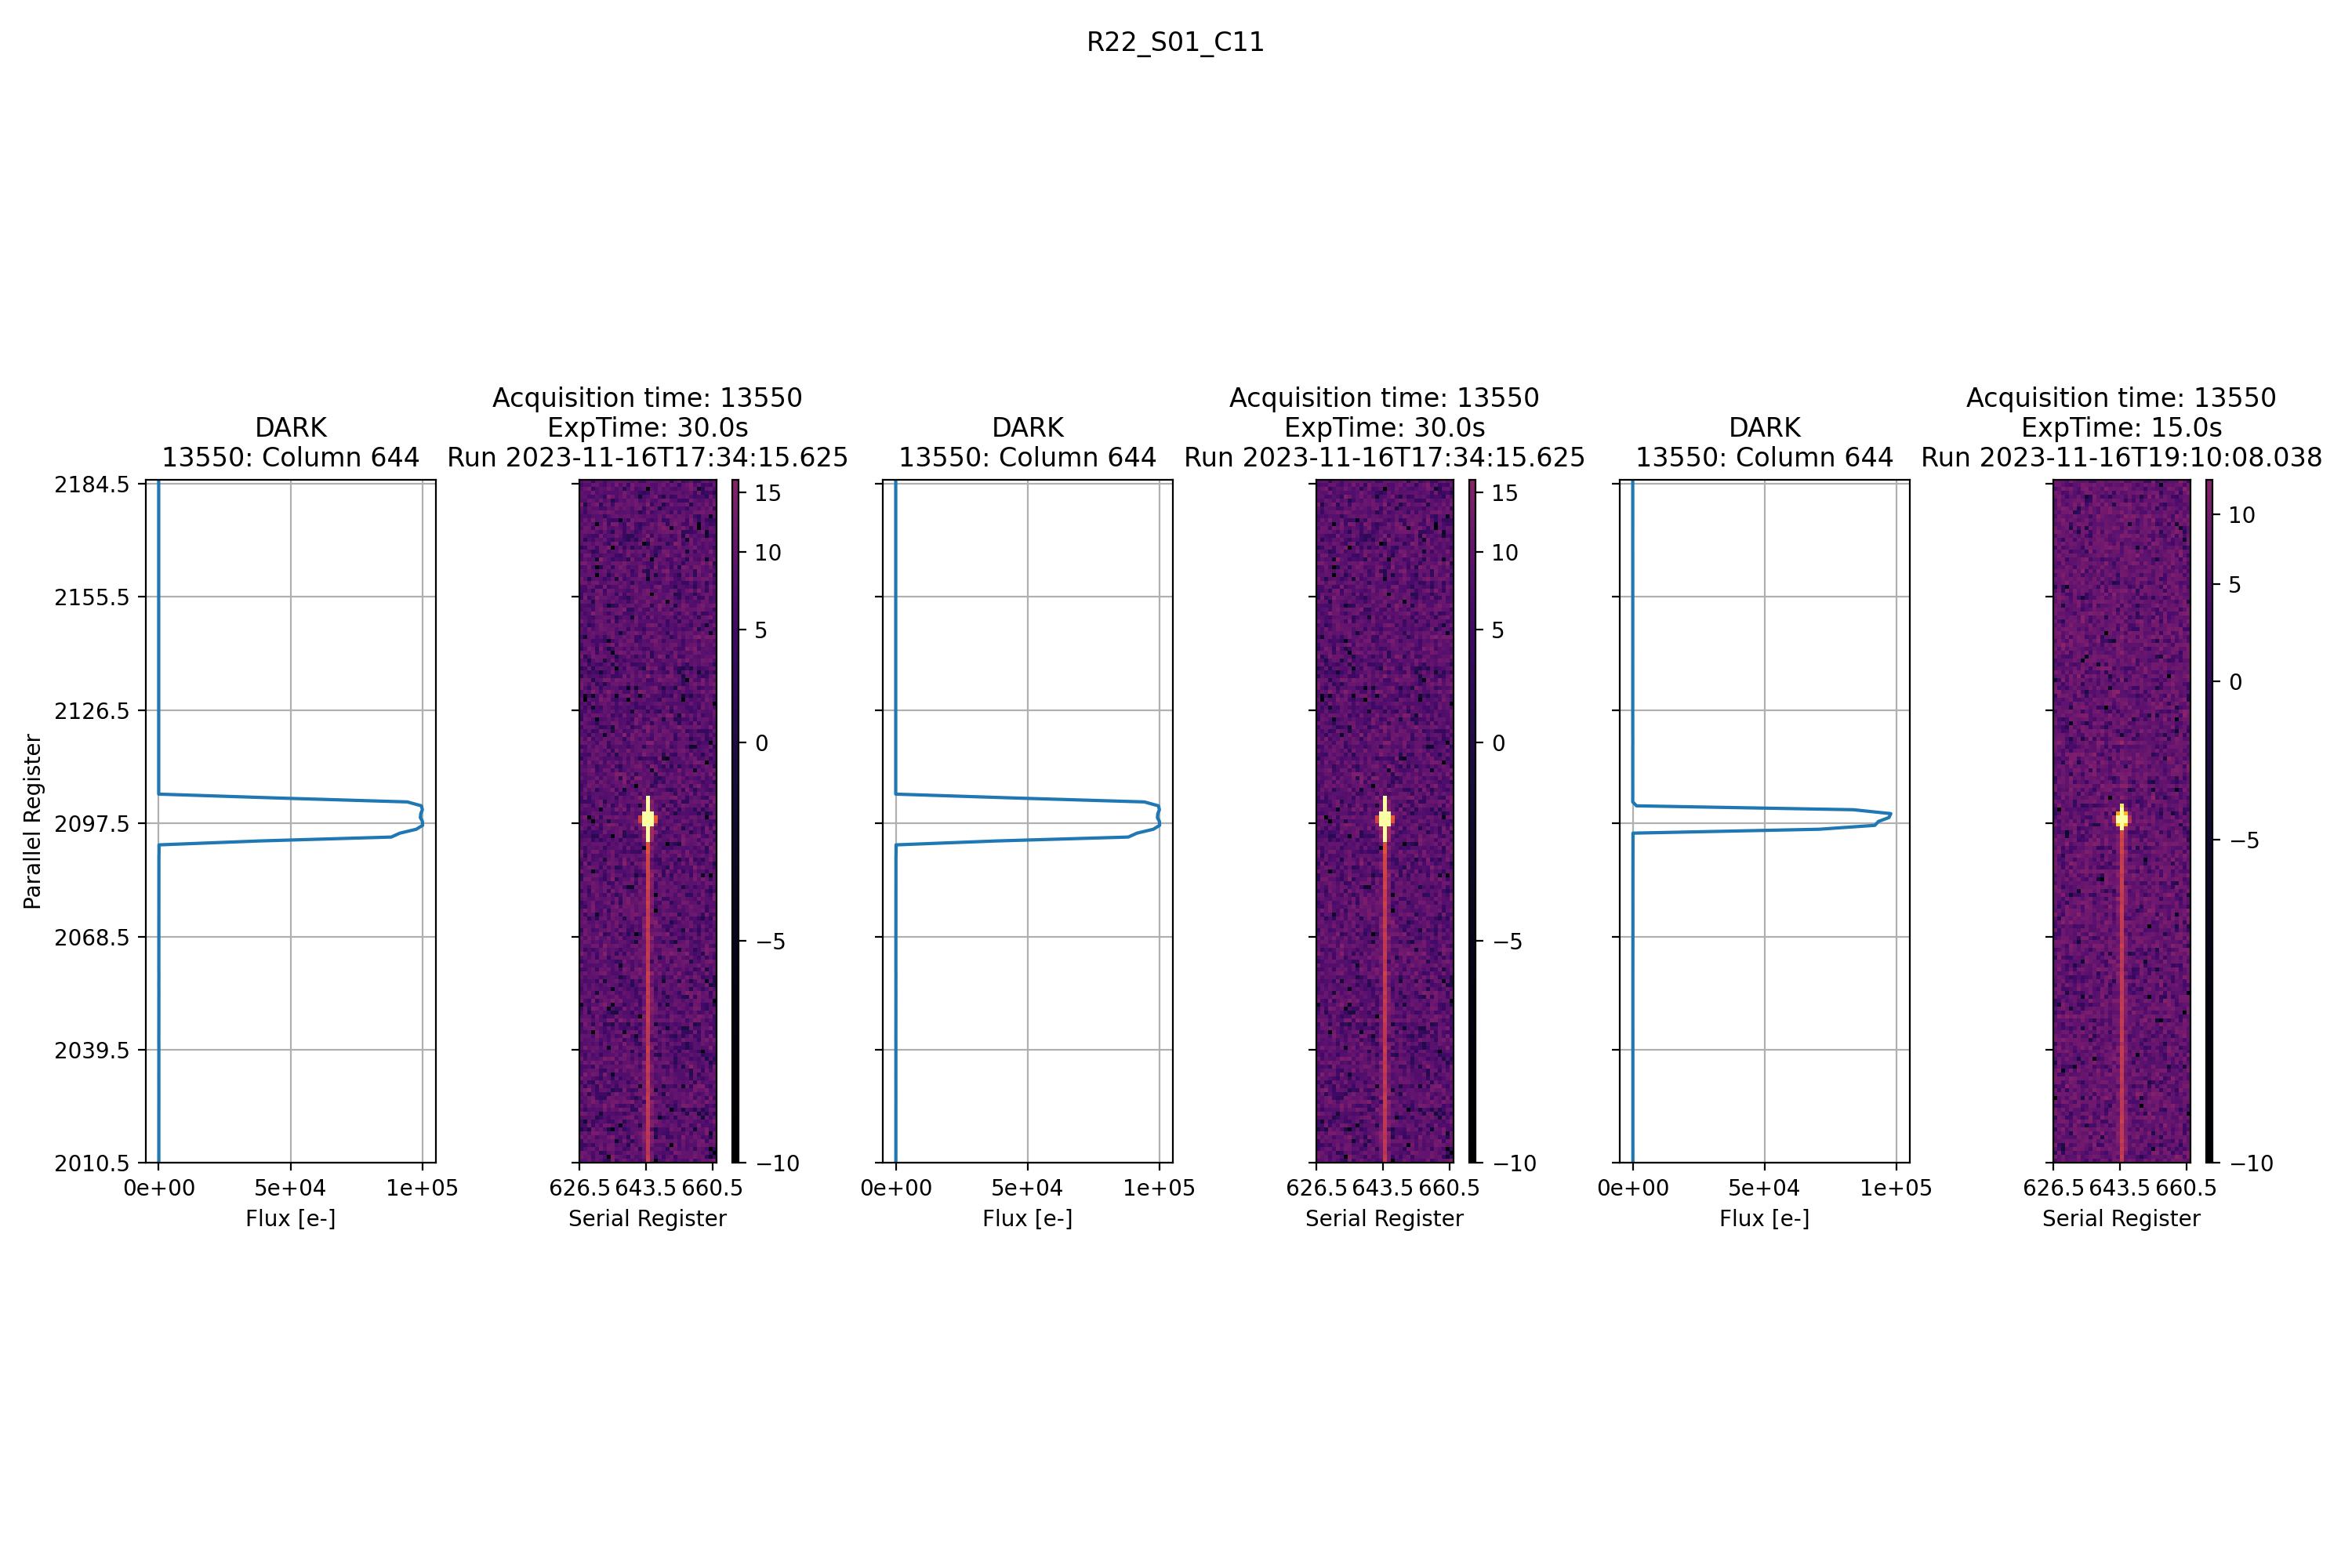 R22_S01_C11
DARK
13550: Column 644
Acquisition time: 13550
ExpTime: 30.0s
Run 2023-11-16T17:34:15.625
DARK
13550: Column 644
Acquisition time: 13550
ExpTime: 30.0s
Run 2023-11-16T17:34:15.625
DARK
13550: Column 644
Acquisition time: 13550
ExpTime: 15.0s
Run 2023-11-16T19:10:08.038
Parallel Register
2184.5
2155.5
2126.5
2097.5
2068.5
2039.5
2010.5
0e+00 5e+04 1e+05
Flux [e-]
15
10
5
0
−5
−10
626.5 643.5 660.5
Serial Register
0e+00 5e+04 1e+05
Flux [e-]
15
10
5
0
−5
−10
626.5 643.5 660.5
Serial Register
0e+00 5e+04 1e+05
Flux [e-]
10
5
0
−5
−10
626.5 643.5 660.5
Serial Register